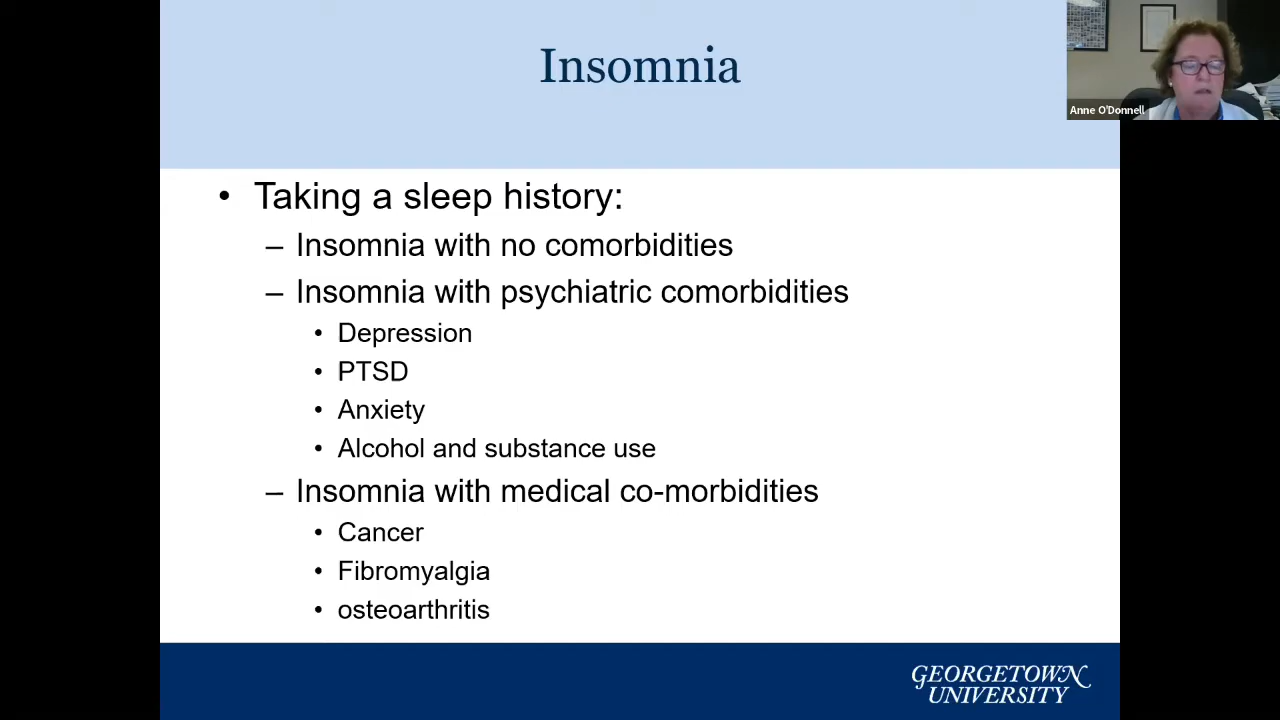 Insomnia
Anne O'Donnell
• Taking a sleep history:
– Insomnia with no comorbidities
– Insomnia with psychiatric comorbidities
• Depression
• PTSD
• Anxiety
• Alcohol and substance use
– Insomnia with medical co-morbidities
• Cancer
• Fibromyalgia
• osteoarthritis
GEORGETOWN
UNIVERSITY